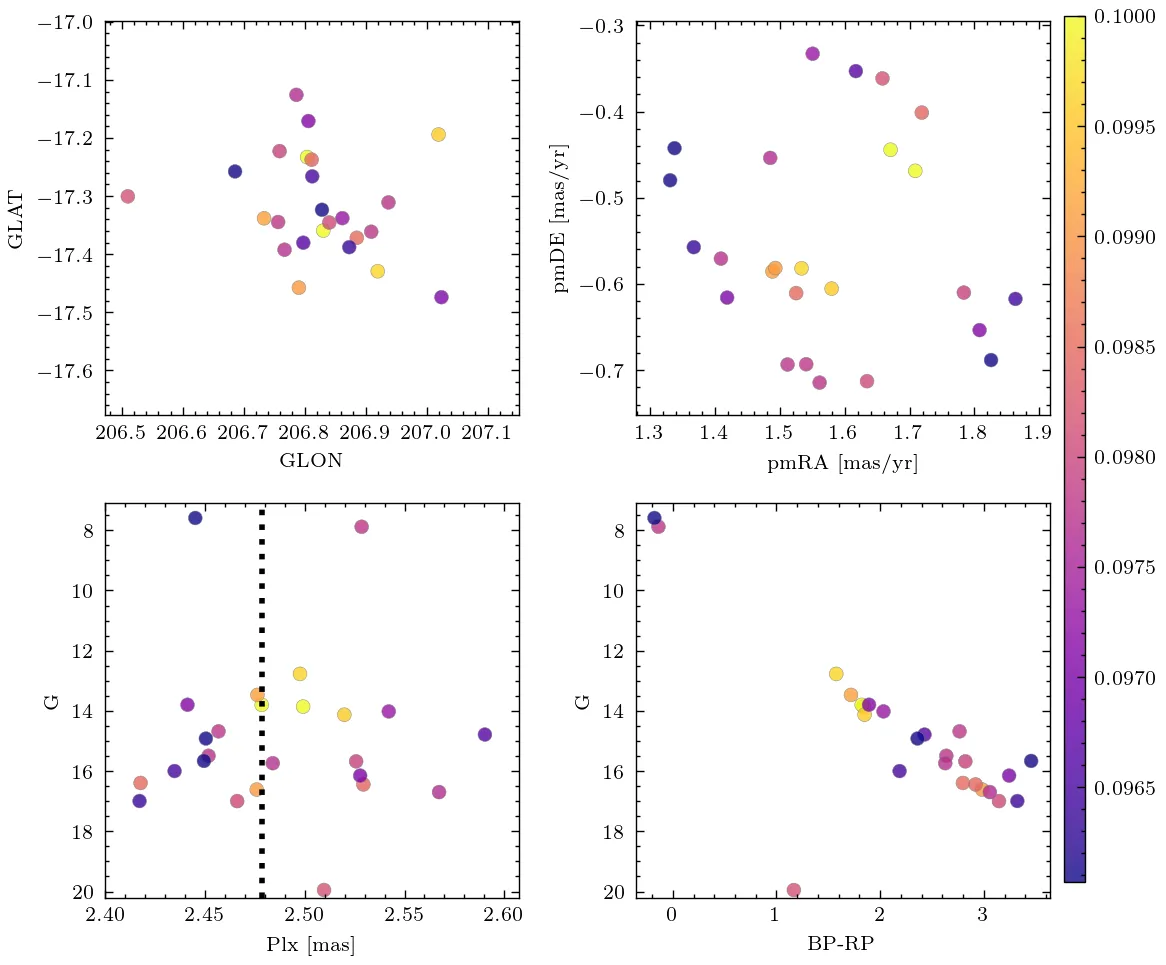 −17.0
−17.1
−17.2
−17.3
−17.4
−17.5
−17.6
GLAT
206.5 206.6 206.7 206.8 206.9 207.0 207.1
GLON
−0.3
−0.4
−0.5
−0.6
−0.7
pmDE [mas/yr]
1.3 1.4 1.5 1.6 1.7 1.8 1.9
pmRA [mas/yr]
8
10
12
14
16
18
20
G
2.40 2.45 2.50 2.55 2.60
Plx [mas]
8
10
12
14
16
18
20
G
0 1 2 3
BP-RP
0.1000
0.0995
0.0990
0.0985
0.0980
0.0975
0.0970
0.0965